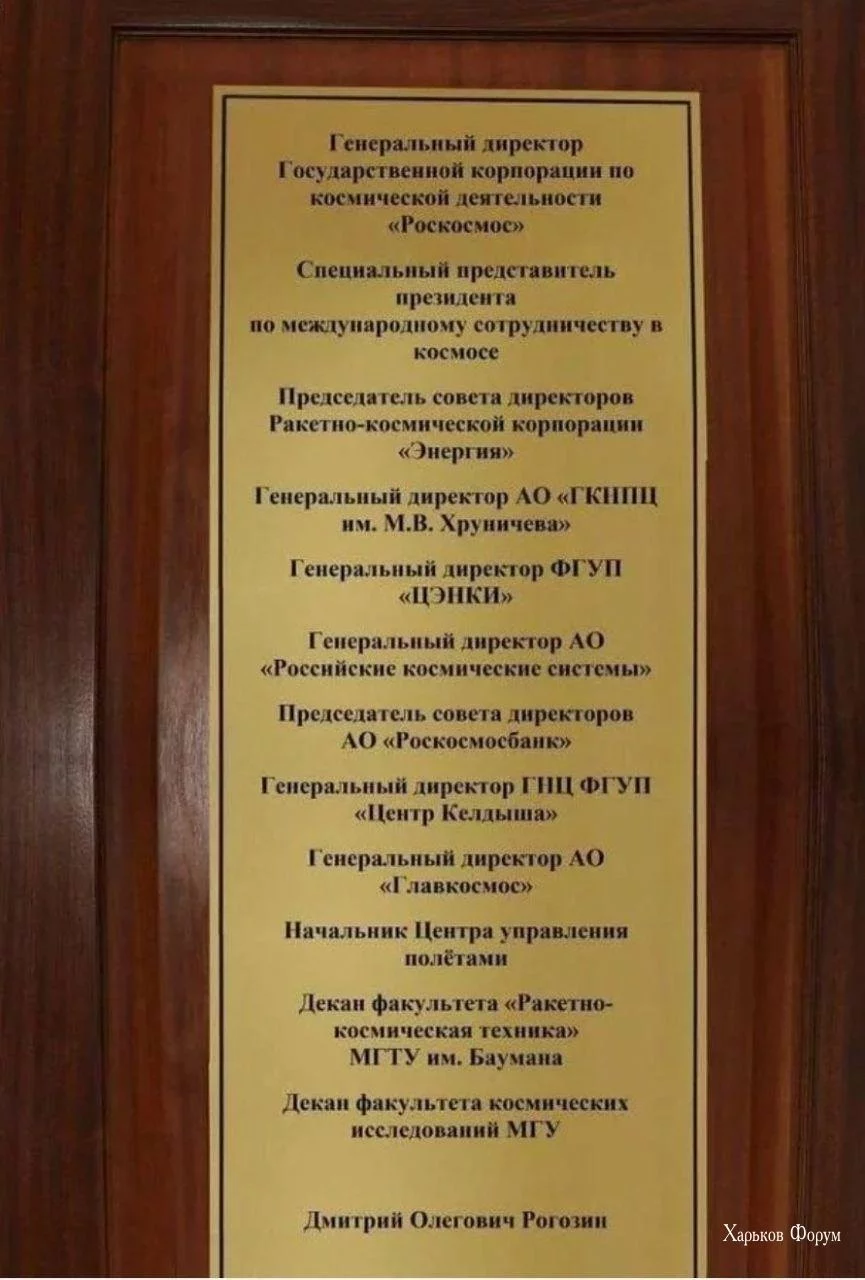 Генеральный директор
Государственной корпорации по
космической деятельности
«Роскосмос»
Специальный представитель
президента
по международному сотрудничеству в
космосе
Председатель совета директоров
Ракетно-космической корпорации
«Энергия»
Генеральный директор АО «ГКНПЦ
им. М.В. Хруничева»
Генеральный директор ФГУП
«ЦЭНКИ»
Генеральный директор АО
«Российские космические системы»
Председатель совета директоров
АО «Роскосмосбанк»
Генеральный директор ГНЦ ФГУП
«Центр Келдыша»
Генеральный директор АО
«Главкосмос»
Начальник Центра управления
полётами
Декан факультета «Ракетно-
космическая техника»
МГТУ им. Баумана
Декан факультета космических
исследований МГУ
Дмитрий Олегович Рогозин
Харьков Форум